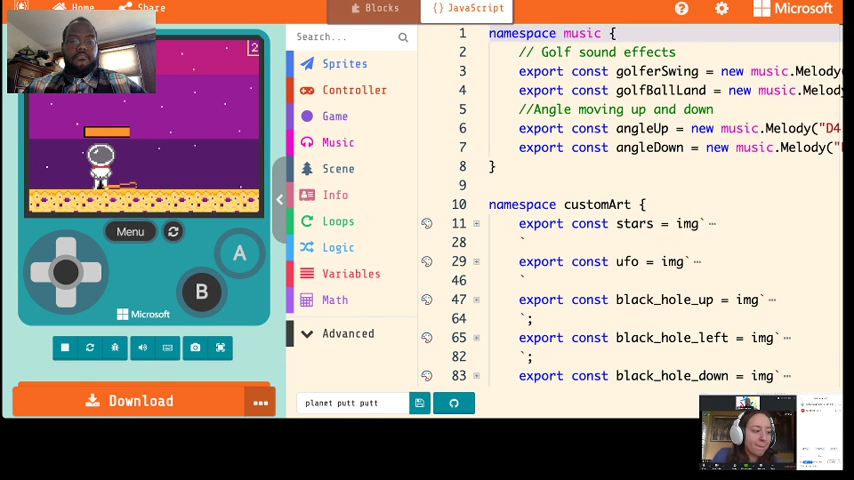 Home
Share
Blocks
{} JavaScript
Microsoft
2
Menu
A
B
Microsoft
Download
Search...
Sprites
Controller
Game
Music
Scene
Info
Loops
Logic
Variables
Math
Advanced
planet putt putt
1 namespace music {
2 // Golf sound effects
3 export const golferSwing = new music.Melody
4 export const golfBallLand = new music.Melody
5 //Angle moving up and down
6 export const angleUp = new music.Melody("D4
7 export const angleDown = new music.Melody("
8 }
9
10 namespace customArt {
11 export const stars = img` ⋯
28 `
29 export const ufo = img` ⋯
46 `
47 export const black_hole_up = img` ⋯
64 `;
65 export const black_hole_left = img` ⋯
82 `;
83 export const black_hole_down = img` ⋯